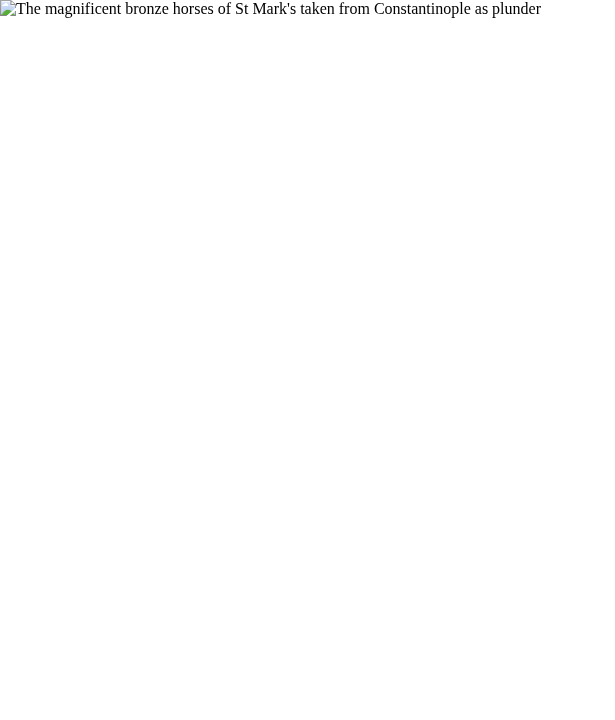 The magnificent bronze horses of St Mark's taken from Constantinople as plunder